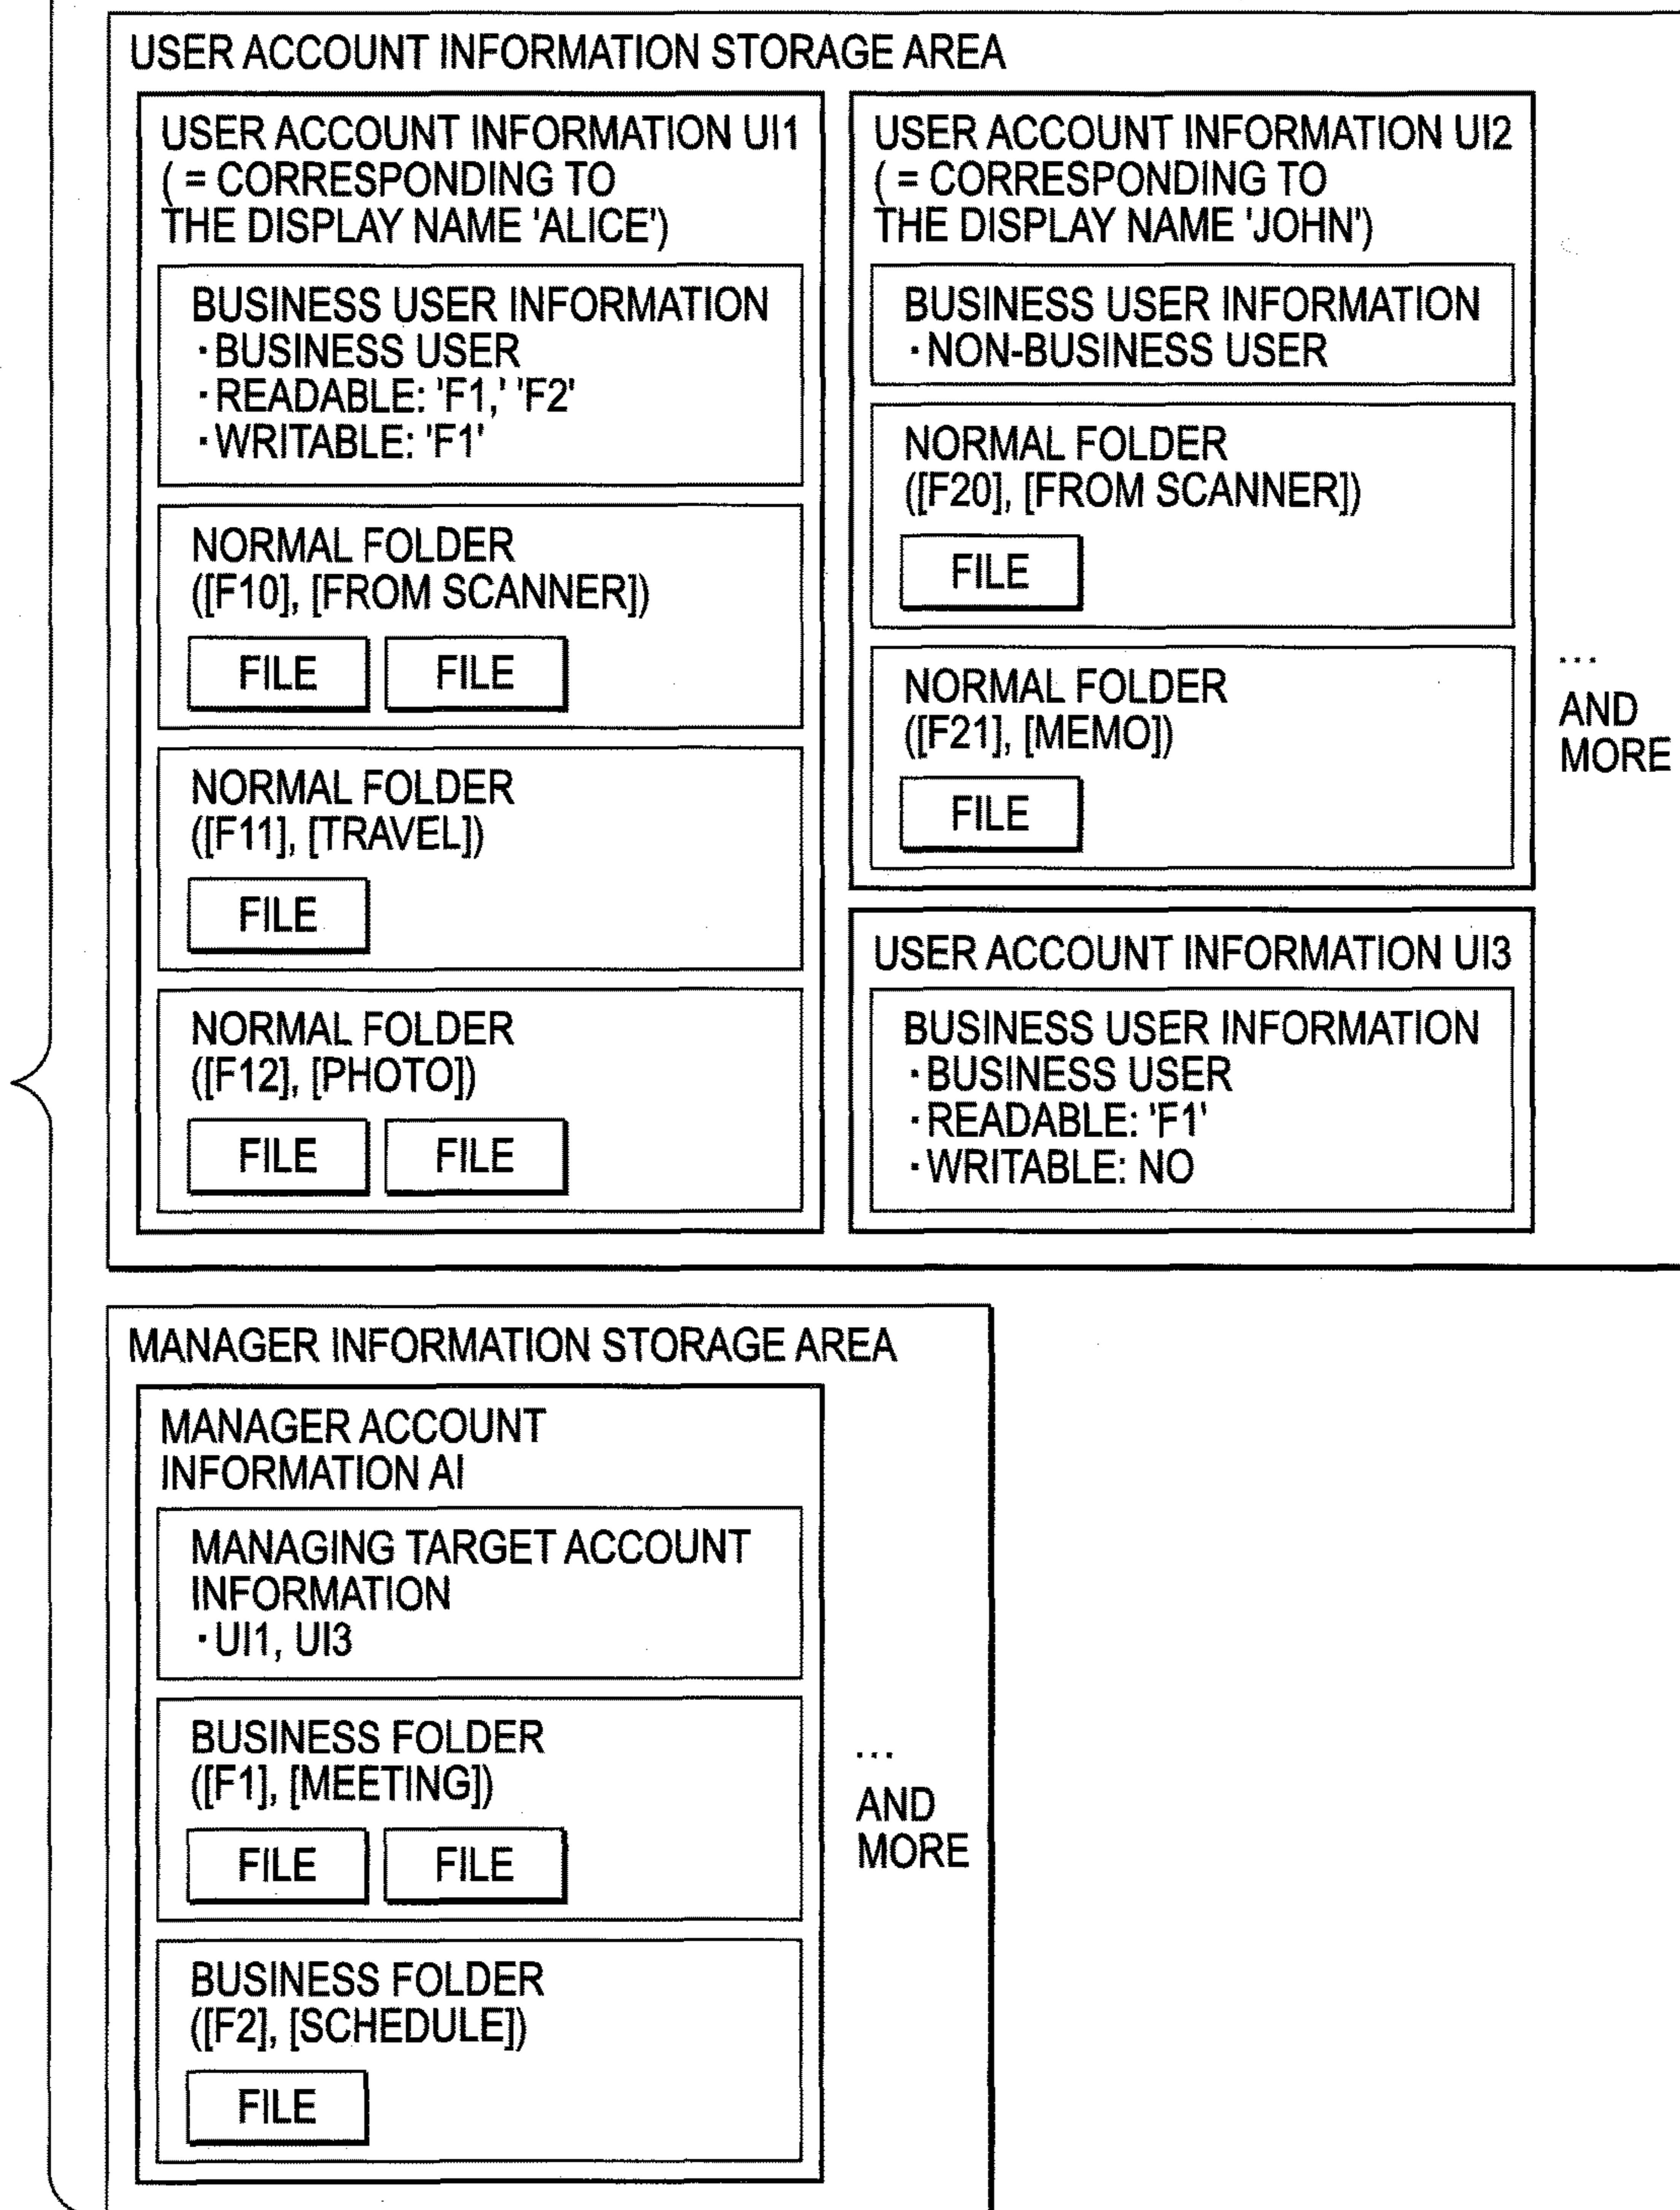 USER ACCOUNT INFORMATION STORAGE AREA
USER ACCOUNT INFORMATION UI1
( = CORRESPONDING TO
THE DISPLAY NAME 'ALICE')
BUSINESS USER INFORMATION
・BUSINESS USER
・READABLE: 'F1,' 'F2'
・WRITABLE: 'F1'
NORMAL FOLDER
([F10], [FROM SCANNER])
FILE FILE
NORMAL FOLDER
([F11], [TRAVEL])
FILE
NORMAL FOLDER
([F12], [PHOTO])
FILE FILE
USER ACCOUNT INFORMATION UI2
( = CORRESPONDING TO
THE DISPLAY NAME 'JOHN')
BUSINESS USER INFORMATION
・NON-BUSINESS USER
NORMAL FOLDER
([F20], [FROM SCANNER])
FILE
NORMAL FOLDER
([F21], [MEMO])
FILE
USER ACCOUNT INFORMATION UI3
BUSINESS USER INFORMATION
・BUSINESS USER
・READABLE: 'F1'
・WRITABLE: NO
...
AND
MORE
MANAGER INFORMATION STORAGE AREA
MANAGER ACCOUNT
INFORMATION AI
MANAGING TARGET ACCOUNT
INFORMATION
・UI1, UI3
BUSINESS FOLDER
([F1], [MEETING])
FILE FILE
BUSINESS FOLDER
([F2], [SCHEDULE])
FILE
...
AND
MORE